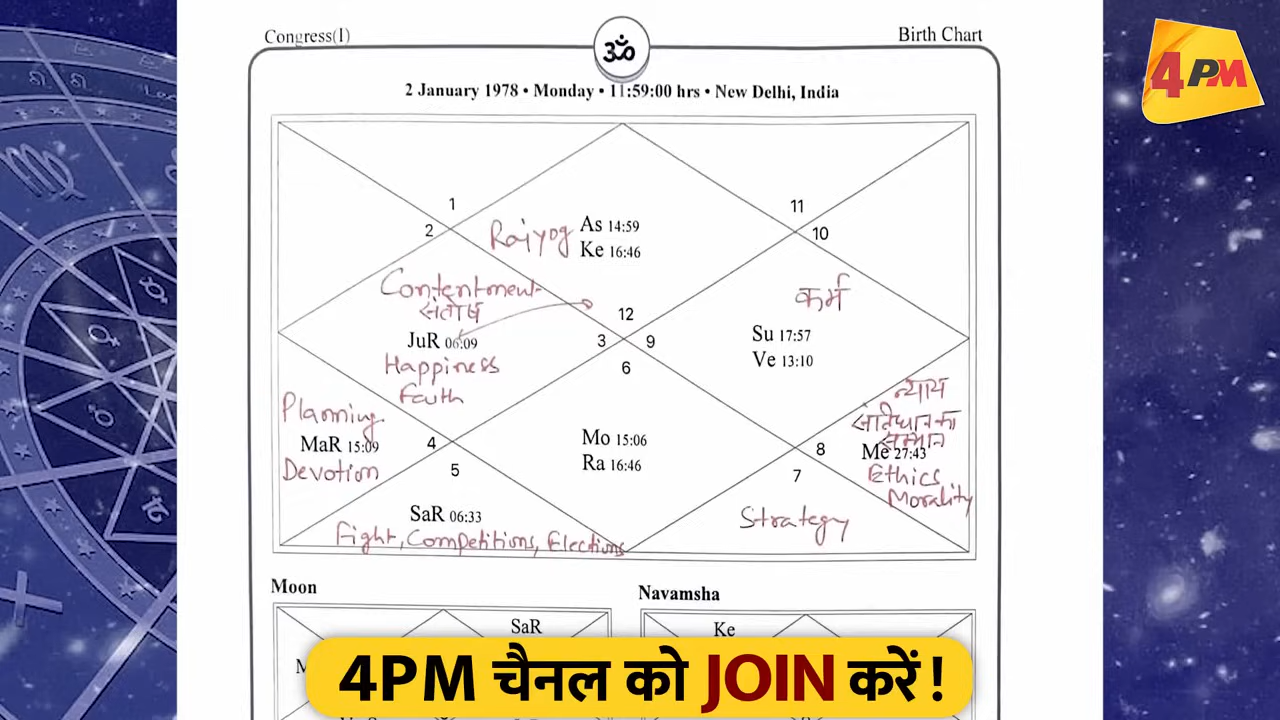 Congress(I)
ॐ
Birth Chart
4PM
2 January 1978 • Monday • 11:59:00 hrs • New Delhi, India
1
11
2
Rajyog
As 14:59
Ke 16:46
10
Contentment
संतोष
JuR 06:09
Happiness
Faith
12
3
9
6
कर्म
Su 17:57
Ve 13:10
Planning
MaR 15:09
Devotion
4
5
Mo 15:06
Ra 16:46
8
7
न्याय
संविधान का
सम्मान
Me 27:43
Ethics
Morality
SaR 06:33
Fight, Competitions, Elections
Strategy
Moon
Navamsha
SaR
Ke
4PM चैनल को JOIN करें!